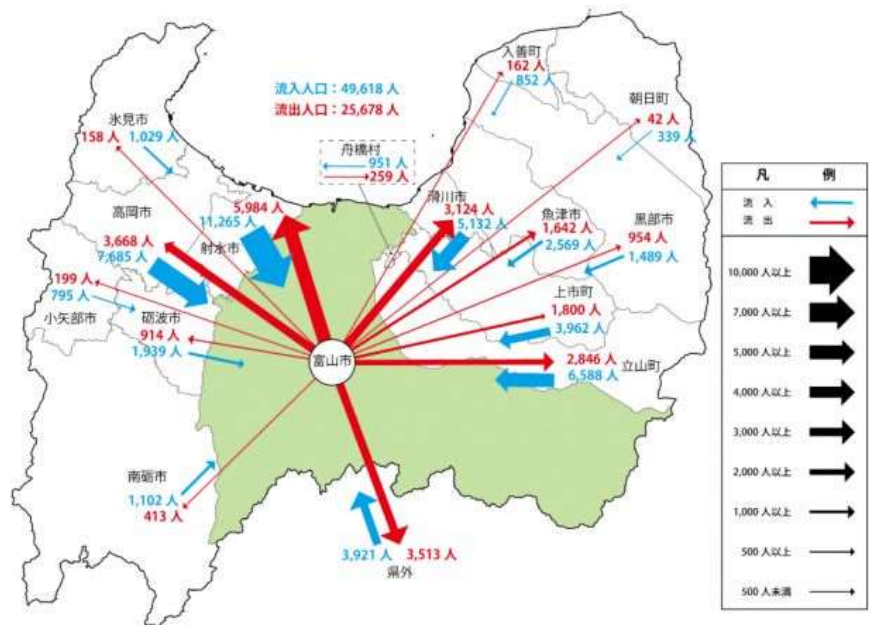 入善町
162 人
852 人
流入人口：49,618 人
流出人口：25,678 人
朝日町
42 人
339 人
氷見市
158 人 1,029 人
舟橋村
951 人
259 人
高岡市
5,984 人
11,265 人
射水市
3,668 人
7,685 人
滑川市
3,124 人
5,132 人
魚津市
1,642 人
2,569 人
黒部市
954 人
1,489 人
199 人
795 人
小矢部市
砺波市
914 人
1,939 人
上市町
1,800 人
3,962 人
富山市
2,846 人
6,588 人
立山町
南砺市
1,102 人
413 人
3,921 人 3,513 人
県外
凡 例
流 入
流 出
10,000 人以上
7,000 人以上
5,000 人以上
4,000 人以上
3,000 人以上
2,000 人以上
1,000 人以上
500 人以上
500 人未満